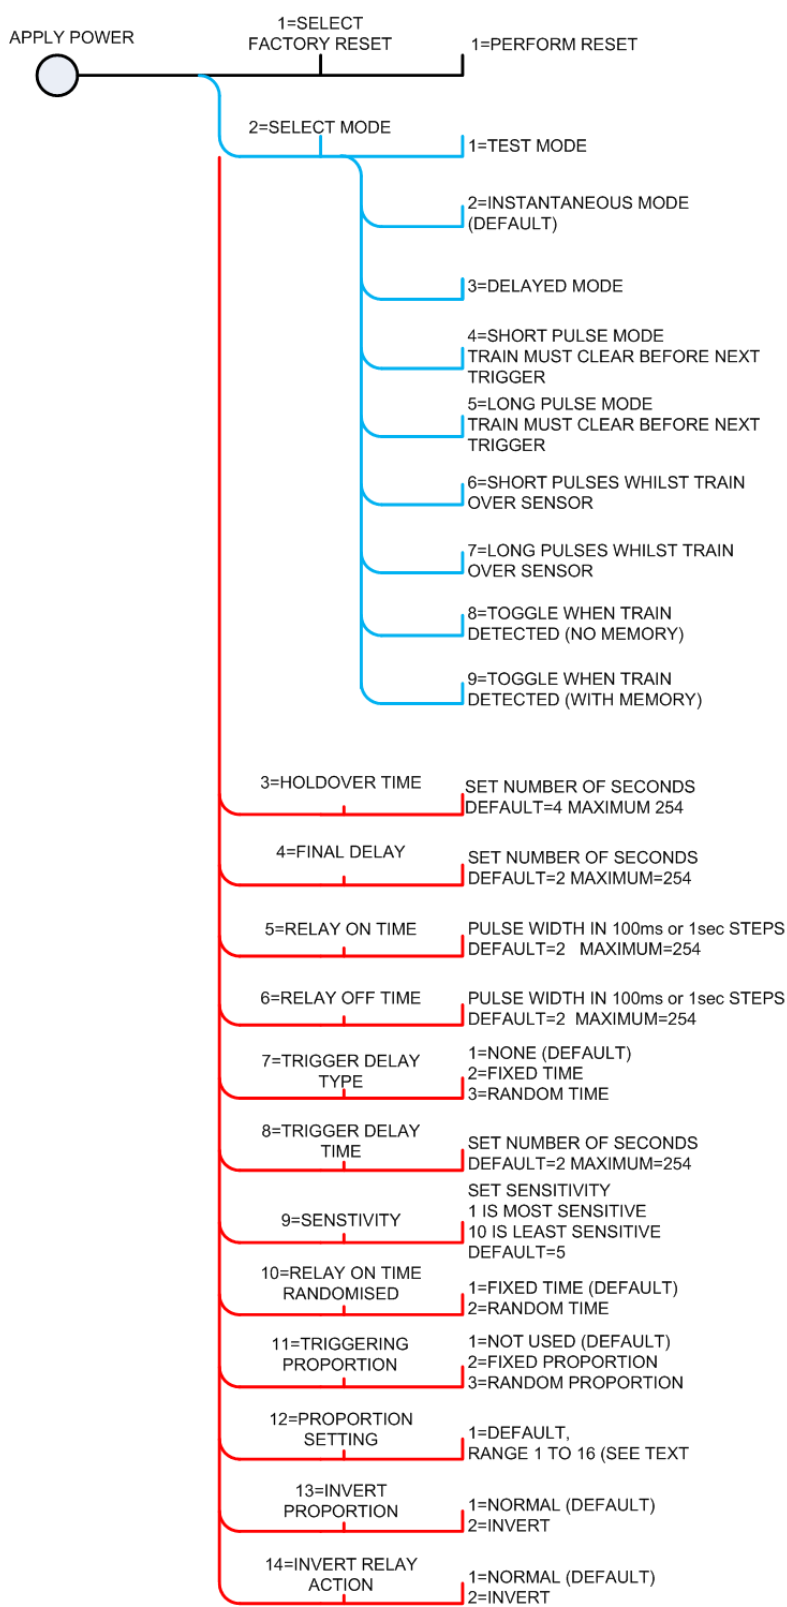 1=SELECT
FACTORY RESET
APPLY POWER
1=PERFORM RESET
2=SELECT MODE
1=TEST MODE
2=INSTANTANEOUS MODE
(DEFAULT)
3=DELAYED MODE
4=SHORT PULSE MODE
TRAIN MUST CLEAR BEFORE NEXT
TRIGGER
5=LONG PULSE MODE
TRAIN MUST CLEAR BEFORE NEXT
TRIGGER
6=SHORT PULSES WHILST TRAIN
OVER SENSOR
7=LONG PULSES WHILST TRAIN
OVER SENSOR
8=TOGGLE WHEN TRAIN
DETECTED (NO MEMORY)
9=TOGGLE WHEN TRAIN
DETECTED (WITH MEMORY)
3=HOLDOVER TIME
SET NUMBER OF SECONDS
DEFAULT=4 MAXIMUM 254
4=FINAL DELAY
SET NUMBER OF SECONDS
DEFAULT=2 MAXIMUM=254
5=RELAY ON TIME
PULSE WIDTH IN 100ms or 1sec STEPS
DEFAULT=2 MAXIMUM=254
6=RELAY OFF TIME
PULSE WIDTH IN 100ms or 1sec STEPS
DEFAULT=2 MAXIMUM=254
7=TRIGGER DELAY
TYPE
1=NONE (DEFAULT)
2=FIXED TIME
3=RANDOM TIME
8=TRIGGER DELAY
TIME
SET NUMBER OF SECONDS
DEFAULT=2 MAXIMUM=254
9=SENSTIVITY
SET SENSITIVITY
1 IS MOST SENSITIVE
10 IS LEAST SENSITIVE
DEFAULT=5
10=RELAY ON TIME
RANDOMISED
1=FIXED TIME (DEFAULT)
2=RANDOM TIME
11=TRIGGERING
PROPORTION
1=NOT USED (DEFAULT)
2=FIXED PROPORTION
3=RANDOM PROPORTION
12=PROPORTION
SETTING
1=DEFAULT,
RANGE 1 TO 16 (SEE TEXT
13=INVERT
PROPORTION
1=NORMAL (DEFAULT)
2=INVERT
14=INVERT RELAY
ACTION
1=NORMAL (DEFAULT)
2=INVERT